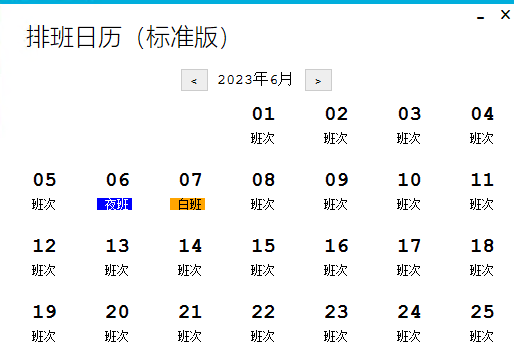 排班日历（标准版）
< 2023年6月 >
01 02 03 04
班次 班次 班次 班次
05 06 07 08 09 10 11
班次 夜班 白班 班次 班次 班次 班次
12 13 14 15 16 17 18
班次 班次 班次 班次 班次 班次 班次
19 20 21 22 23 24 25
班次 班次 班次 班次 班次 班次 班次